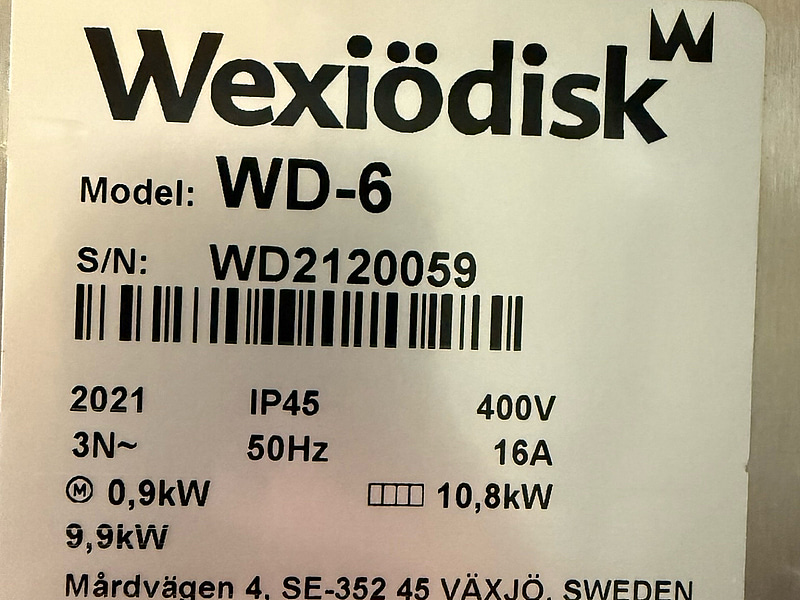 Wexiödisk
Model: WD-6
S/N: WD2120059
2021 IP45 400V
3N~ 50Hz 16A
M 0,9kW 10,8kW
9,9kW
Mårdvägen 4, SE-352 45 VÄXJÖ, SWEDEN